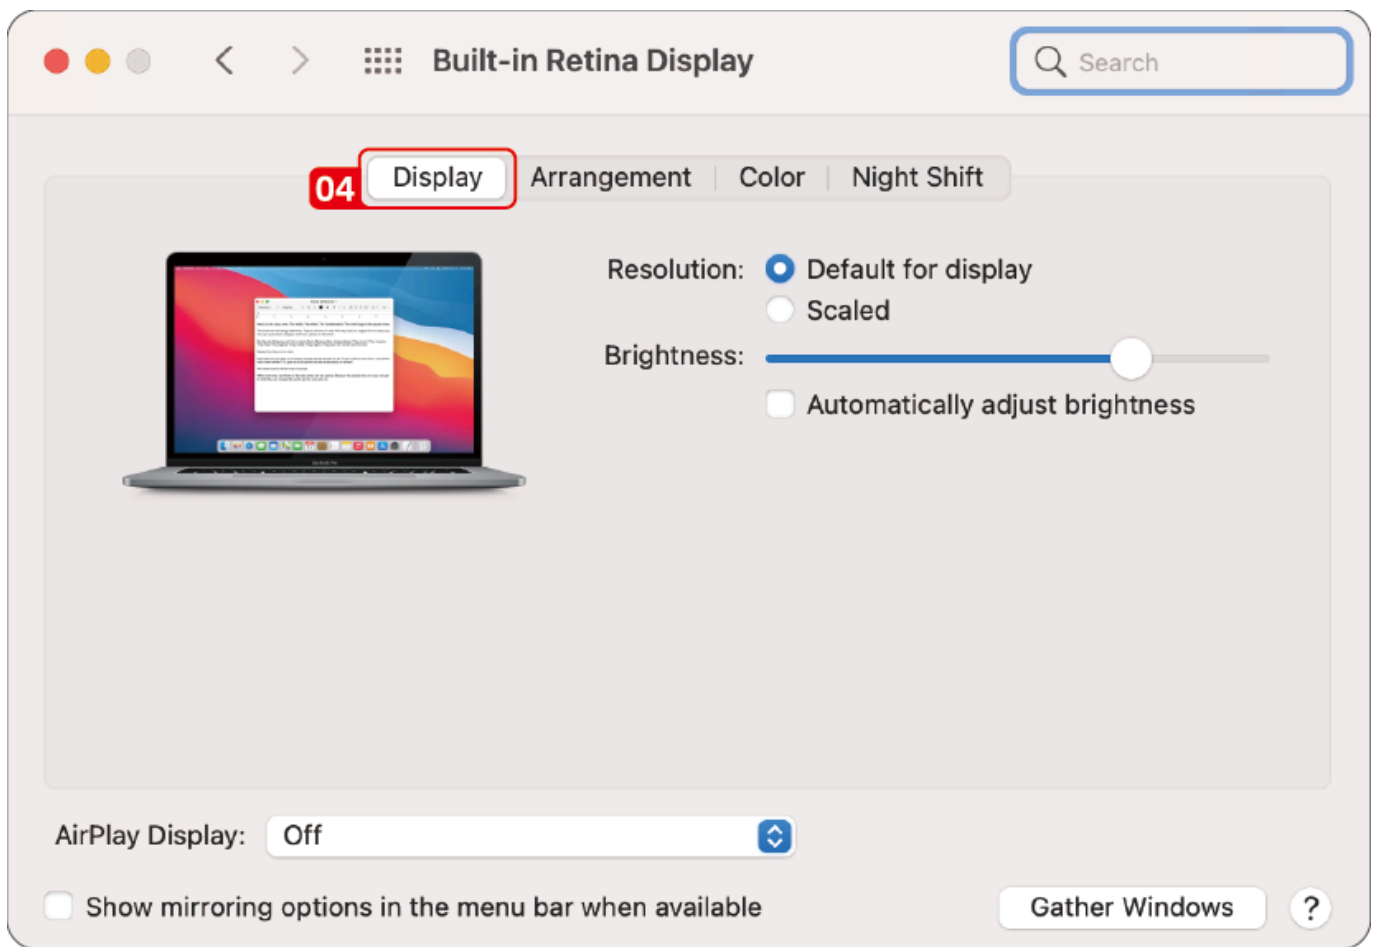 Built-in Retina Display
Search
04
Display
Arrangement
Color
Night Shift
Resolution:
Default for display
Scaled
Brightness:
Automatically adjust brightness
AirPlay Display:
Off
Show mirroring options in the menu bar when available
Gather Windows
?